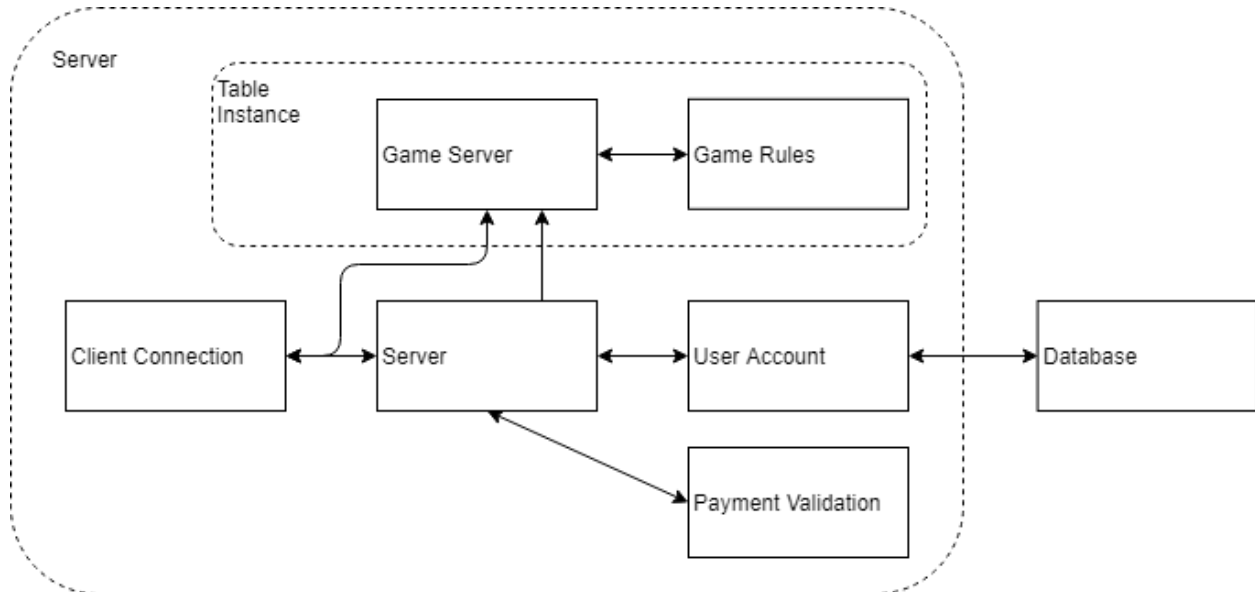 Server
Table
Instance
Game Server
Game Rules
Client Connection
Server
User Account
Database
Payment Validation